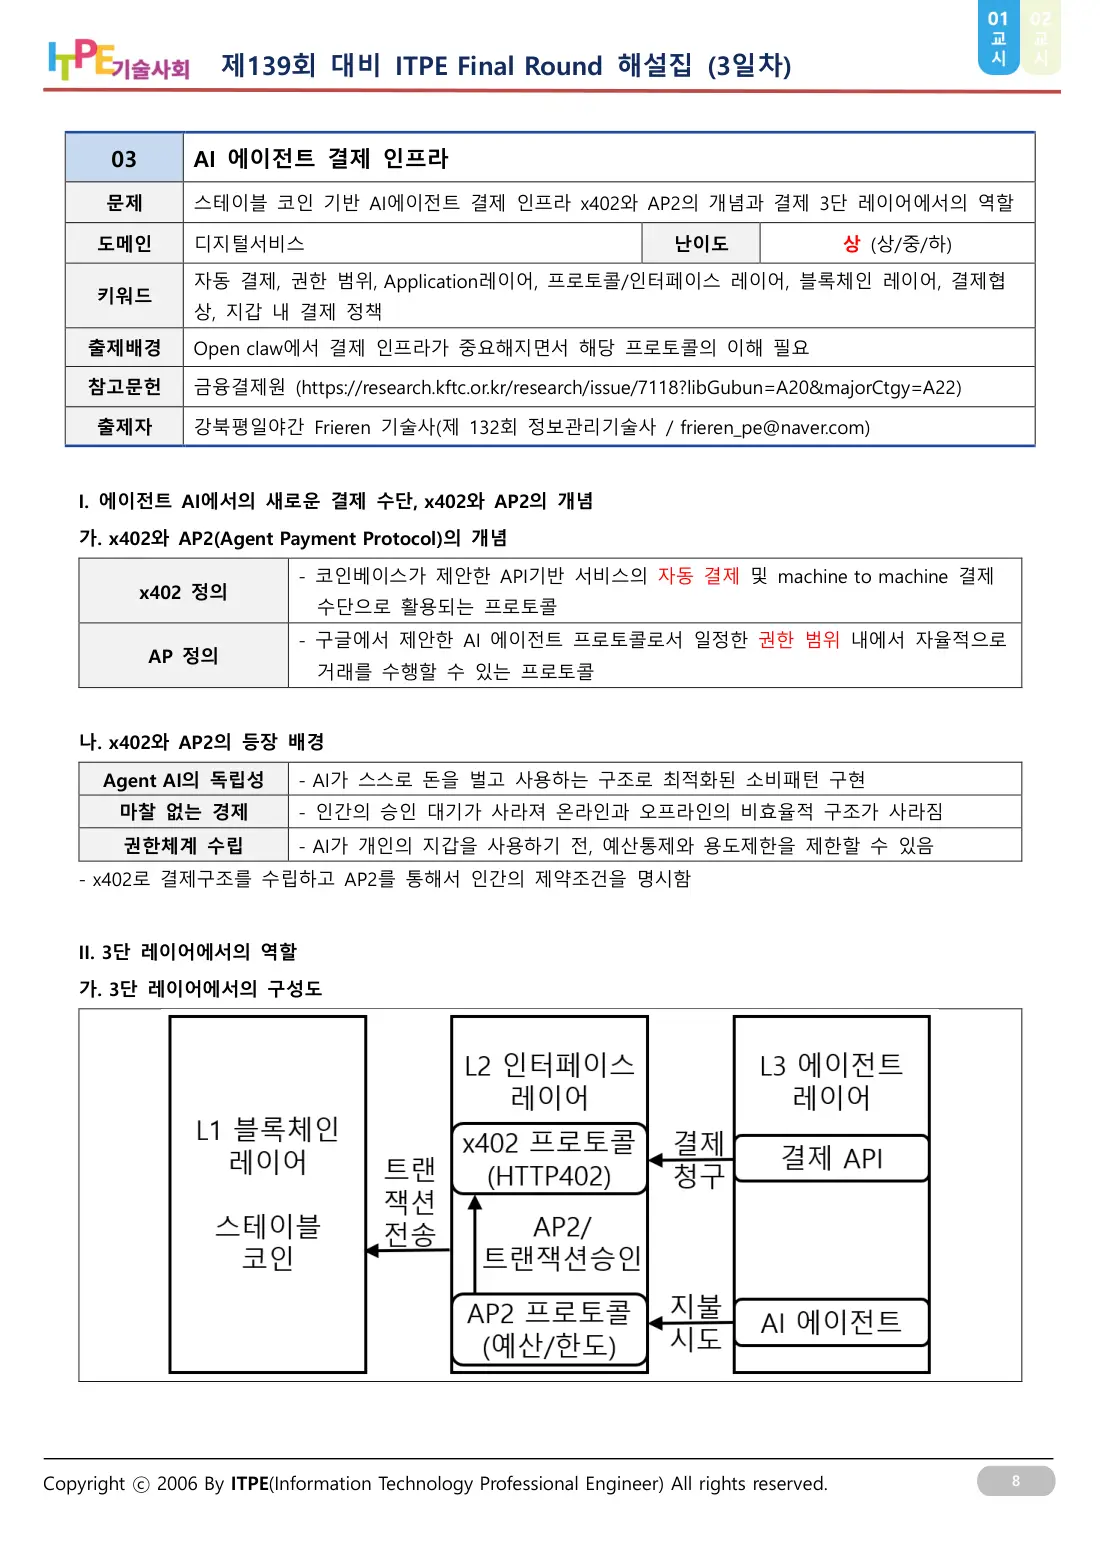 ITPE기술사회 제139회 대비 ITPE Final Round 해설집 (3일차)
01 교시
02 교시
03 AI 에이전트 결제 인프라
문제 스테이블 코인 기반 AI에이전트 결제 인프라 x402와 AP2의 개념과 결제 3단 레이어에서의 역할
도메인 디지털서비스 난이도 상 (상/중/하)
키워드 자동 결제, 권한 범위, Application레이어, 프로토콜/인터페이스 레이어, 블록체인 레이어, 결제협
상, 지갑 내 결제 정책
출제배경 Open claw에서 결제 인프라가 중요해지면서 해당 프로토콜의 이해 필요
참고문헌 금융결제원 (https://research.kftc.or.kr/research/issue/7118?libGubun=A20&majorCtgy=A22)
출제자 강북평일야간 Frieren 기술사(제 132회 정보관리기술사 / frieren_pe@naver.com)
I. 에이전트 AI에서의 새로운 결제 수단, x402와 AP2의 개념
가. x402와 AP2(Agent Payment Protocol)의 개념
x402 정의 - 코인베이스가 제안한 API기반 서비스의 자동 결제 및 machine to machine 결제
수단으로 활용되는 프로토콜
AP 정의 - 구글에서 제안한 AI 에이전트 프로토콜로서 일정한 권한 범위 내에서 자율적으로
거래를 수행할 수 있는 프로토콜
나. x402와 AP2의 등장 배경
Agent AI의 독립성 - AI가 스스로 돈을 벌고 사용하는 구조로 최적화된 소비패턴 구현
마찰 없는 경제 - 인간의 승인 대기가 사라져 온라인과 오프라인의 비효율적 구조가 사라짐
권한체계 수립 - AI가 개인의 지갑을 사용하기 전, 예산통제와 용도제한을 제한할 수 있음
- x402로 결제구조를 수립하고 AP2를 통해서 인간의 제약조건을 명시함
II. 3단 레이어에서의 역할
가. 3단 레이어에서의 구성도
L1 블록체인
레이어
스테이블
코인
트랜
잭션
전송
L2 인터페이스
레이어
x402 프로토콜
(HTTP402)
AP2/
트랜잭션승인
AP2 프로토콜
(예산/한도)
결제
청구
지불
시도
L3 에이전트
레이어
결제 API
AI 에이전트
Copyright ⓒ 2006 By ITPE(Information Technology Professional Engineer) All rights reserved.
8